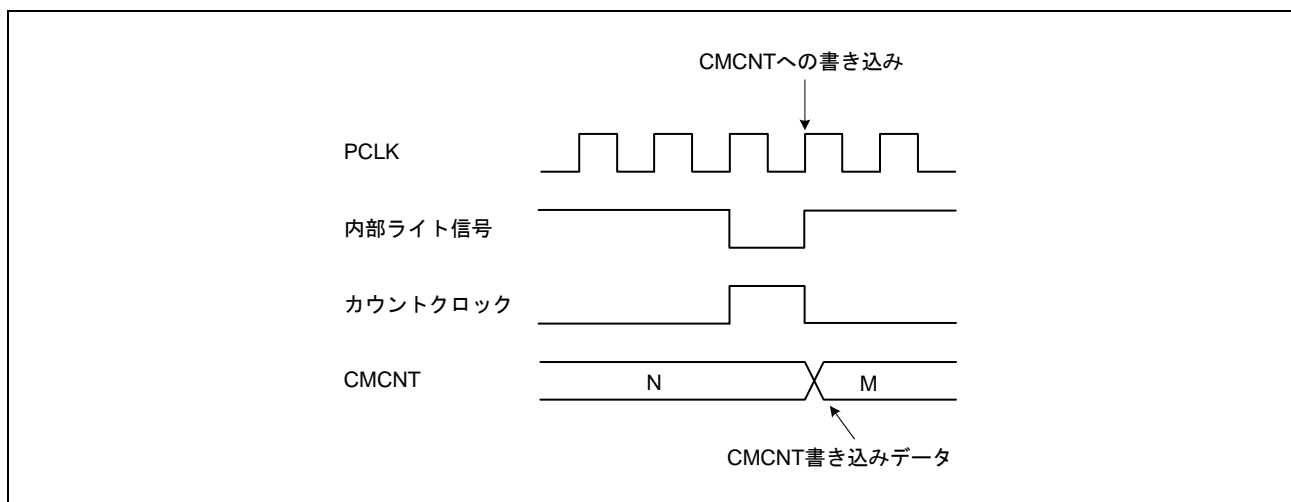 CMCNTへの書き込み
PCLK
内部ライト信号
カウントクロック
CMCNT
N
M
CMCNT書き込みデータ